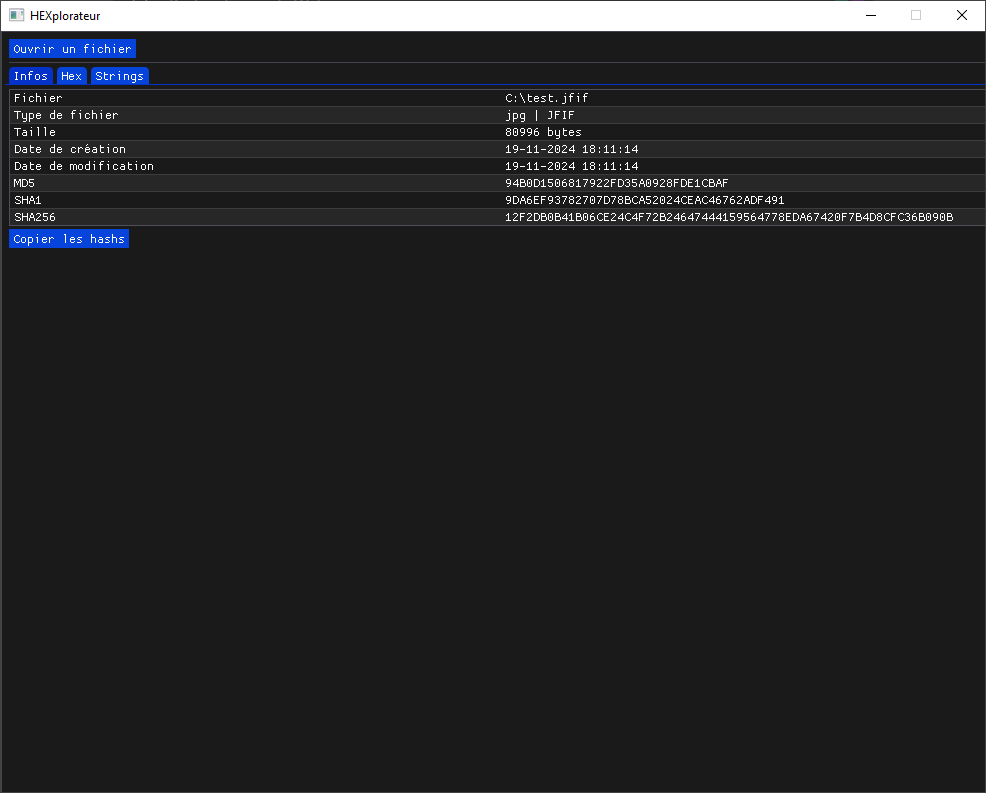 HEXplorateur
Ouvrir un fichier
Infos Hex Strings
Fichier C:\test.jfif
Type de fichier jpg | JFIF
Taille 80996 bytes
Date de création 19-11-2024 18:11:14
Date de modification 19-11-2024 18:11:14
MD5 94B0D1506817922FD35A0928FDE1CBAF
SHA1 9DA6EF93782707D78BCA52024CEAC46762ADF491
SHA256 12F2DB0B41B06CE24C4F72B24647444159564778EDA67420F7B4D8CFC36B090B
Copier les hashs